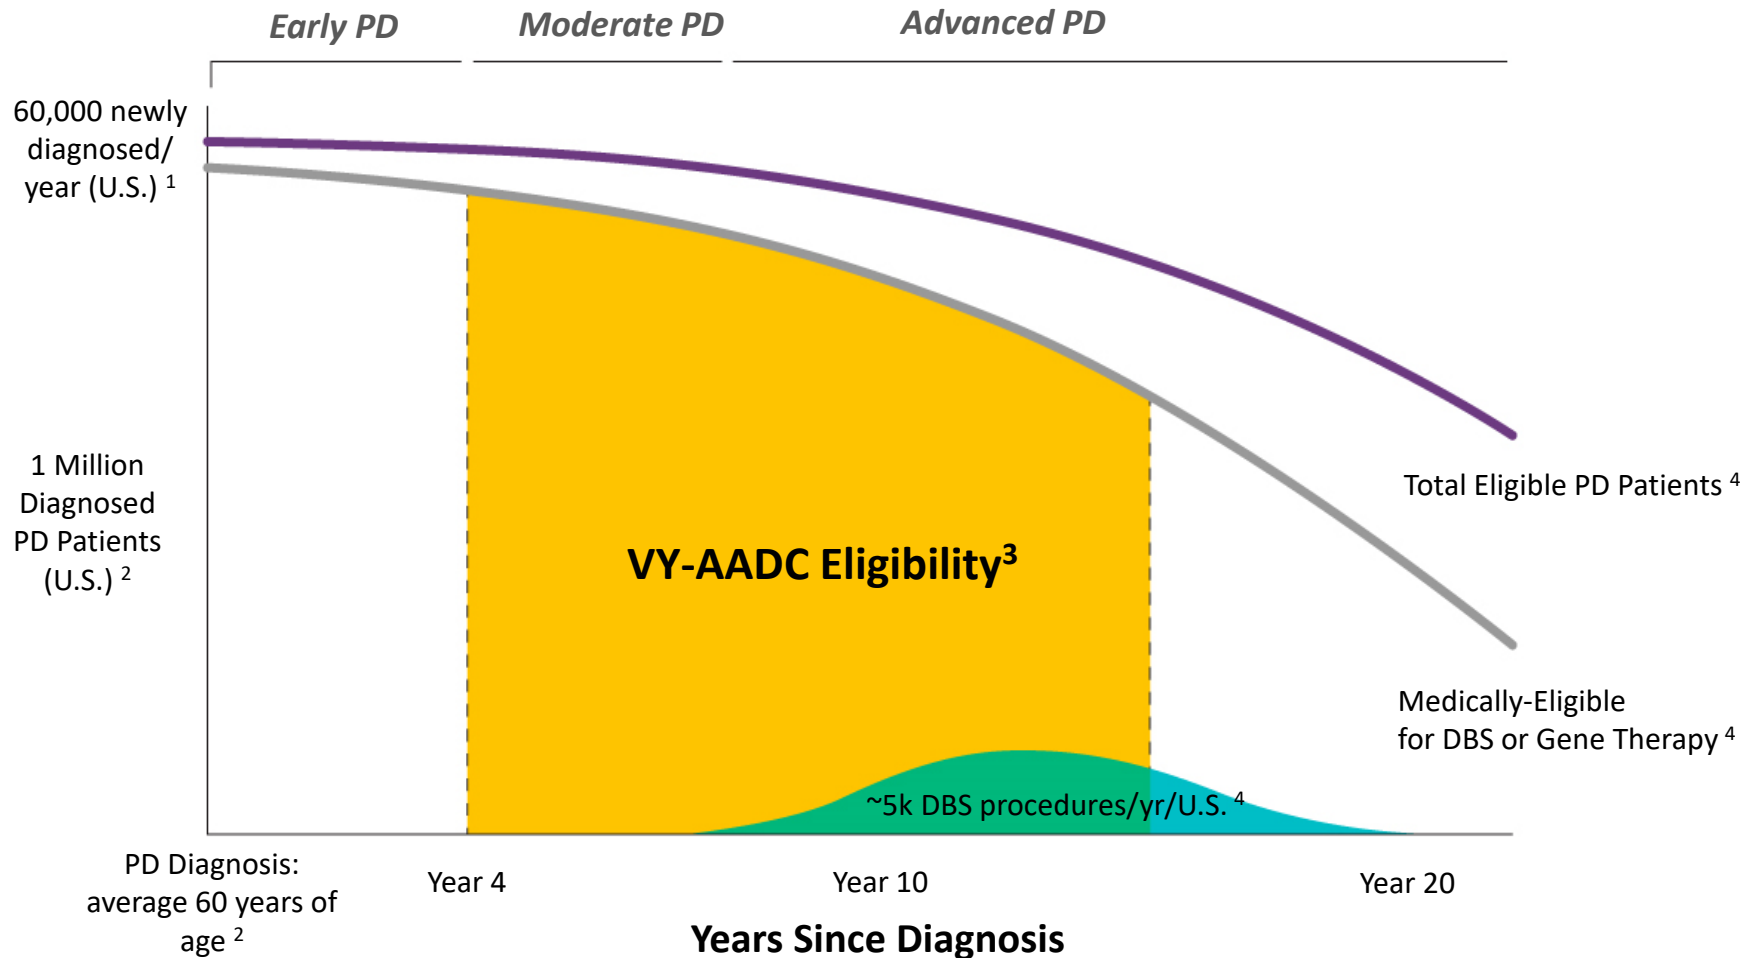 Early PD
Moderate PD
Advanced PD
60,000 newly
diagnosed/
year (U.S.) 1
1 Million
Diagnosed
PD Patients
(U.S.) 2
Total Eligible PD Patients 4
VY-AADC Eligibility3
Medically-Eligible
for DBS or Gene Therapy 4
~5k DBS procedures/yr/U.S. 4
PD Diagnosis:
average 60 years of
age 2
Year 4
Year 10
Year 20
Years Since Diagnosis